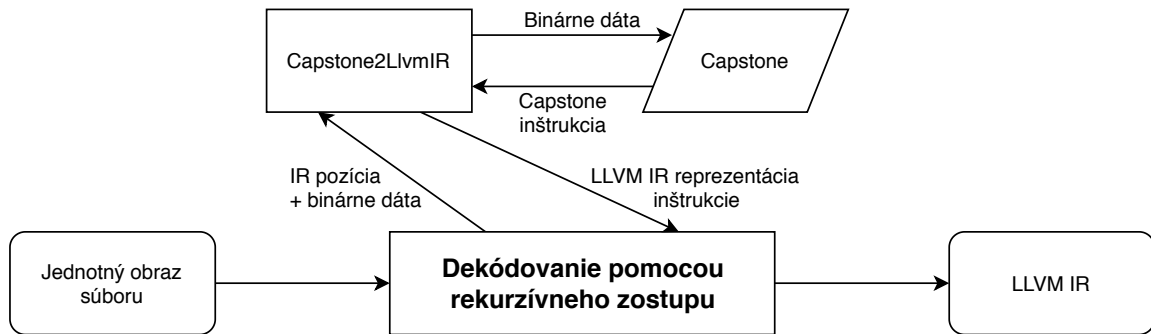 Binárne dáta
Capstone2LlvmIR
Capstone
Capstone
inštrukcia
IR pozícia
+ binárne dáta
LLVM IR reprezentácia
inštrukcie
Jednotný obraz
súboru
Dekódovanie pomocou
rekurzívneho zostupu
LLVM IR